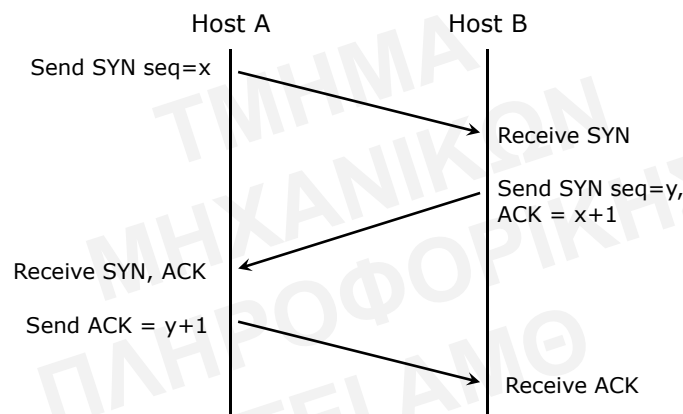 Host A
Host B
Send SYN seq=x
Receive SYN
Send SYN seq=y,
ACK = x+1
Receive SYN, ACK
Send ACK = y+1
Receive ACK
ΤΜΗΜΑ
ΜΗΧΑΝΙΚΩΝ
ΠΛΗΡΟΦΟΡΙΚΗΣ
ΤΕΙ ΑΜΘ